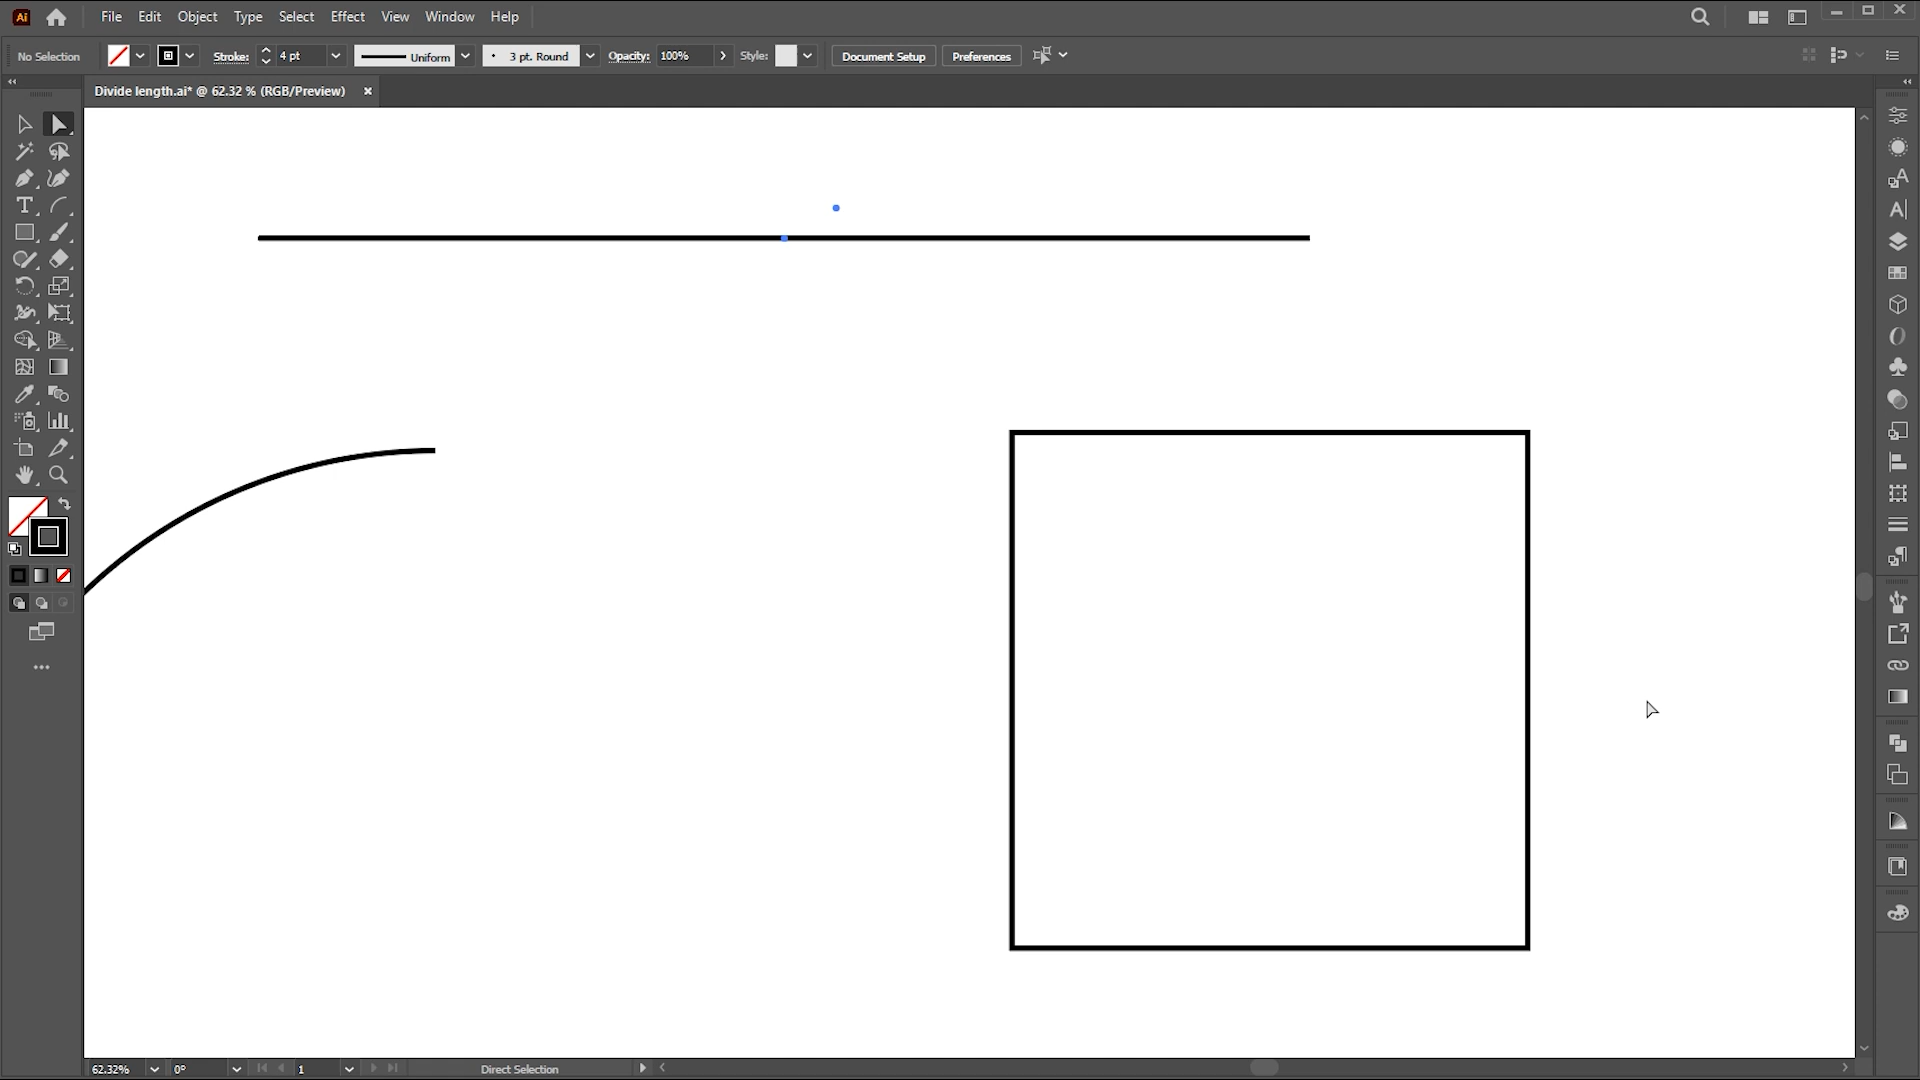 Ai File Edit Object Type Select Effect View Window Help
No Selection Stroke: 4 pt Uniform 3 pt. Round Opacity: 100% Style: Document Setup Preferences
Divide length.ai* @ 62.32 % (RGB/Preview) ×
62.32% 0° 1 Direct Selection